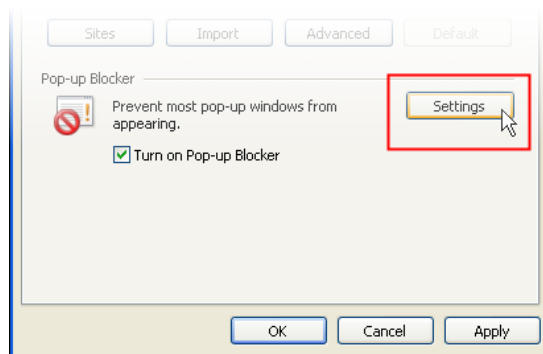 Sites Import Advanced Default
Pop-up Blocker
Prevent most pop-up windows from Settings
appearing.
Turn on Pop-up Blocker
OK Cancel Apply